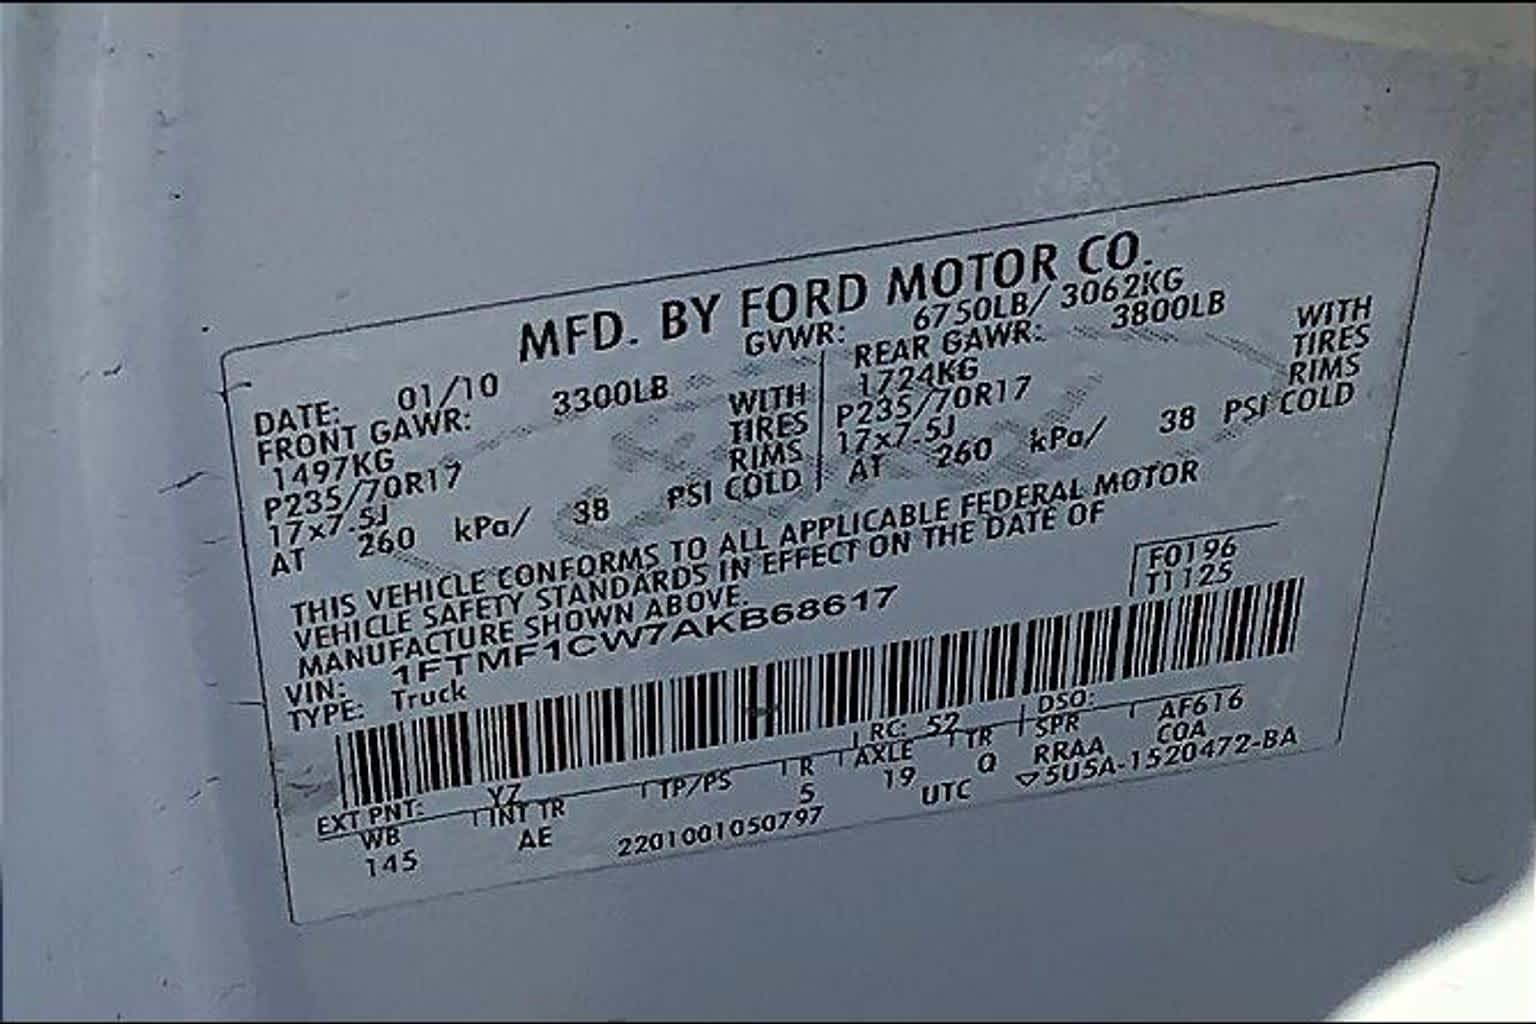 MFD. BY FORD MOTOR CO.
DATE: 01/10 GVWR: 6750LB/ 3062KG
FRONT GAWR: 3300LB WITH REAR GAWR: 3800LB WITH
1497KG TIRES 1724KG TIRES
P235/70R17 RIMS P235/70R17 RIMS
17x7.5J 17x7.5J
AT 260 kPa/ 38 PSI COLD AT 260 kPa/ 38 PSI COLD
THIS VEHICLE CONFORMS TO ALL APPLICABLE FEDERAL MOTOR
VEHICLE SAFETY STANDARDS IN EFFECT ON THE DATE OF
MANUFACTURE SHOWN ABOVE.
VIN: 1FTMF1CW7AKB68617 F0196
TYPE: Truck T1125
EXT PNT: YZ RC: 52 DSO: AF616
WB INT TR TP/PS R AXLE TR SPR COA
145 AE 5 19 Q RRAA
2201001050797 UTC ▽5U5A-1520472-BA